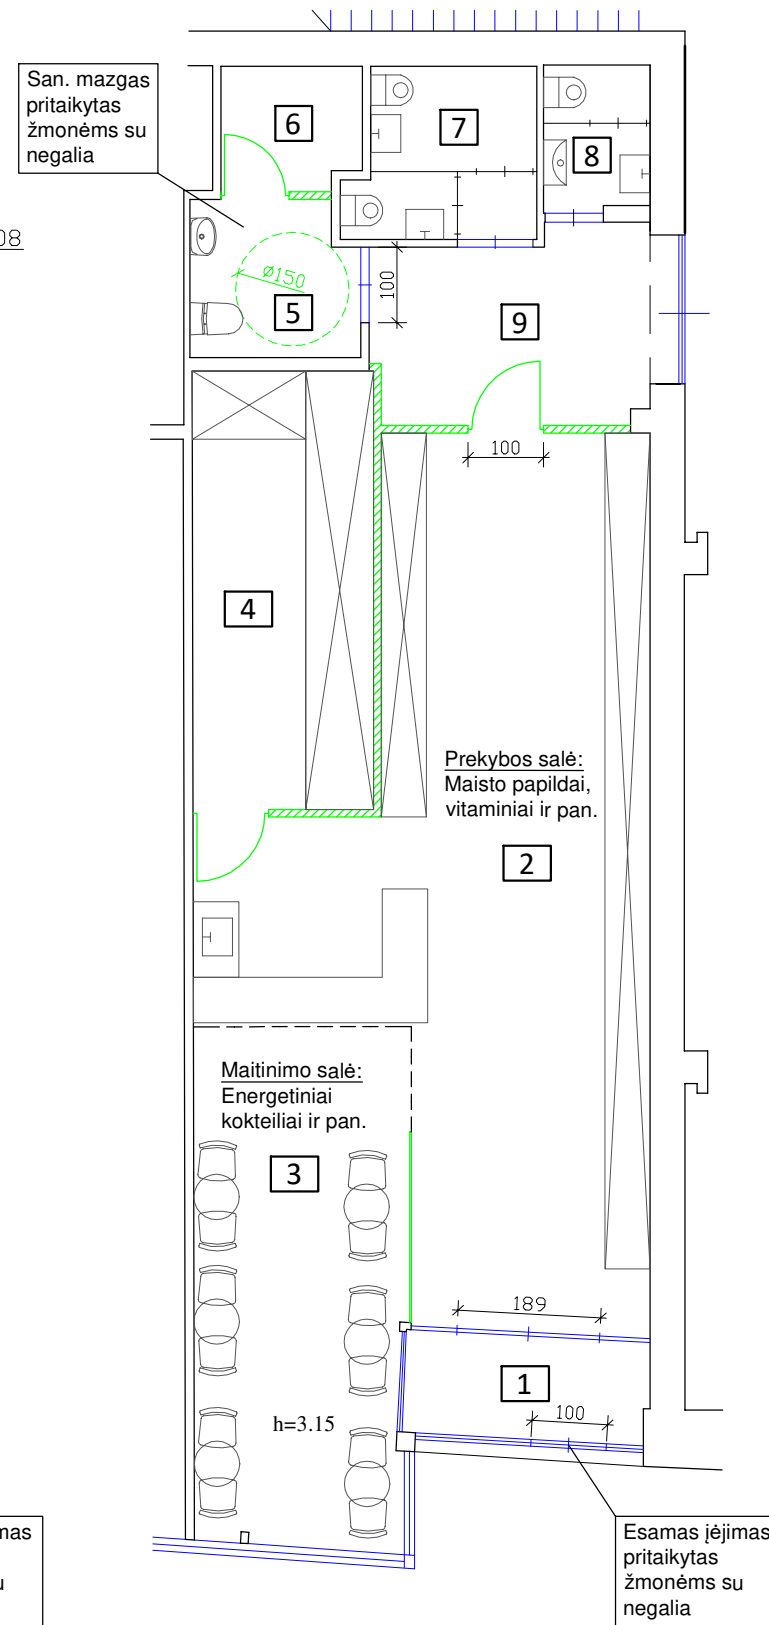 San. mazgas
pritaikytas
žmonėms su
negalia
6
7
8
08
Ø150
5
100
9
100
4
Prekybos salė:
Maisto papildai,
vitaminiai ir pan.
2
Maitinimo salė:
Energetiniai
kokteiliai ir pan.
3
189
1
100
h=3.15
Esamas įėjimas
pritaikytas
žmonėms su
negalia